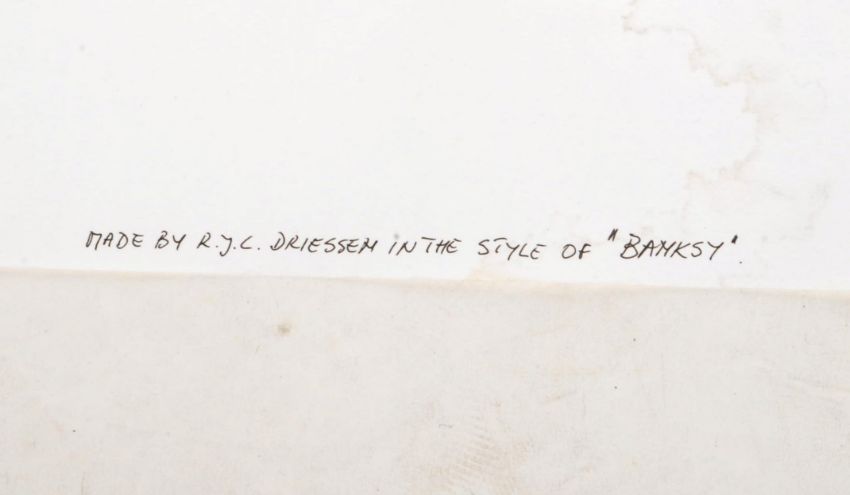 MADE BY R.J.C. DRIESSEN IN THE STYLE OF "BANKSY".